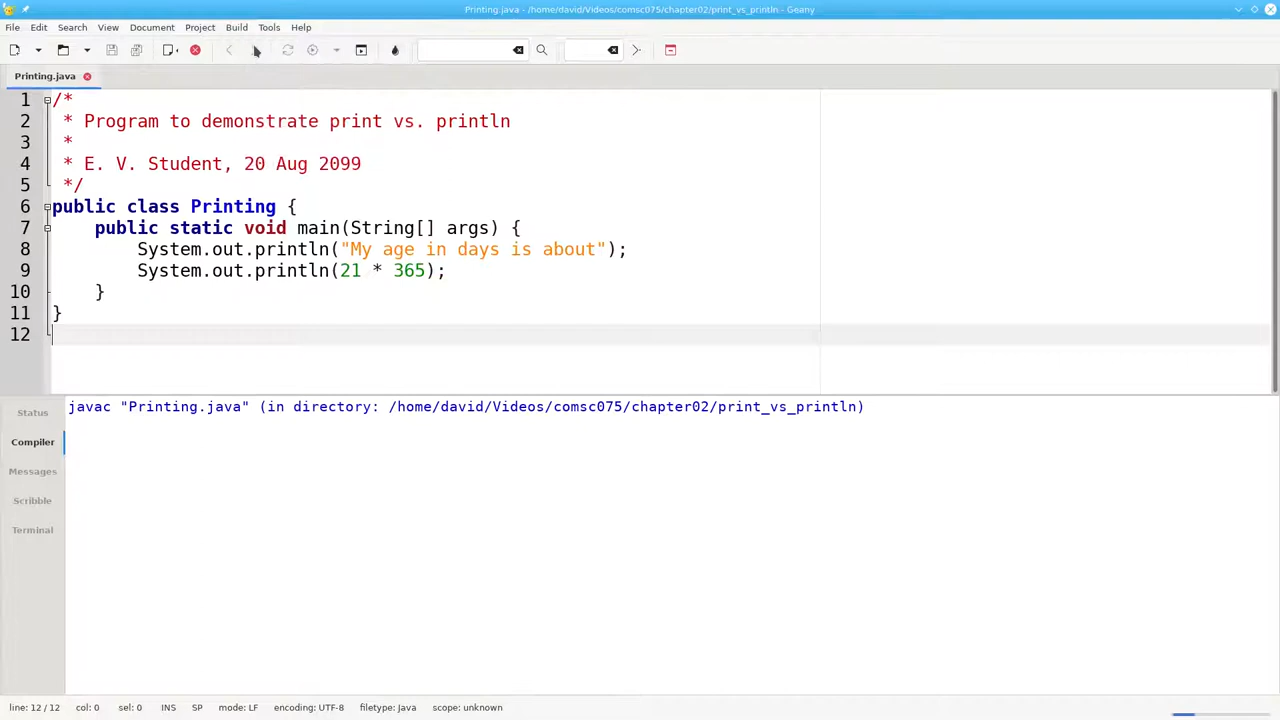 Printing.java - /home/david/Videos/comsc075/chapter02/print_vs_println - Geany
File Edit Search View Document Project Build Tools Help
Printing.java
1 /*
2  * Program to demonstrate print vs. println
3  *
4  * E. V. Student, 20 Aug 2099
5  */
6 public class Printing {
7     public static void main(String[] args) {
8         System.out.println("My age in days is about");
9         System.out.println(21 * 365);
10     }
11 }
12
Status
Compiler
Messages
Scribble
Terminal
javac "Printing.java" (in directory: /home/david/Videos/comsc075/chapter02/print_vs_println)
line: 12 / 12 col: 0 sel: 0 INS SP mode: LF encoding: UTF-8 filetype: Java scope: unknown